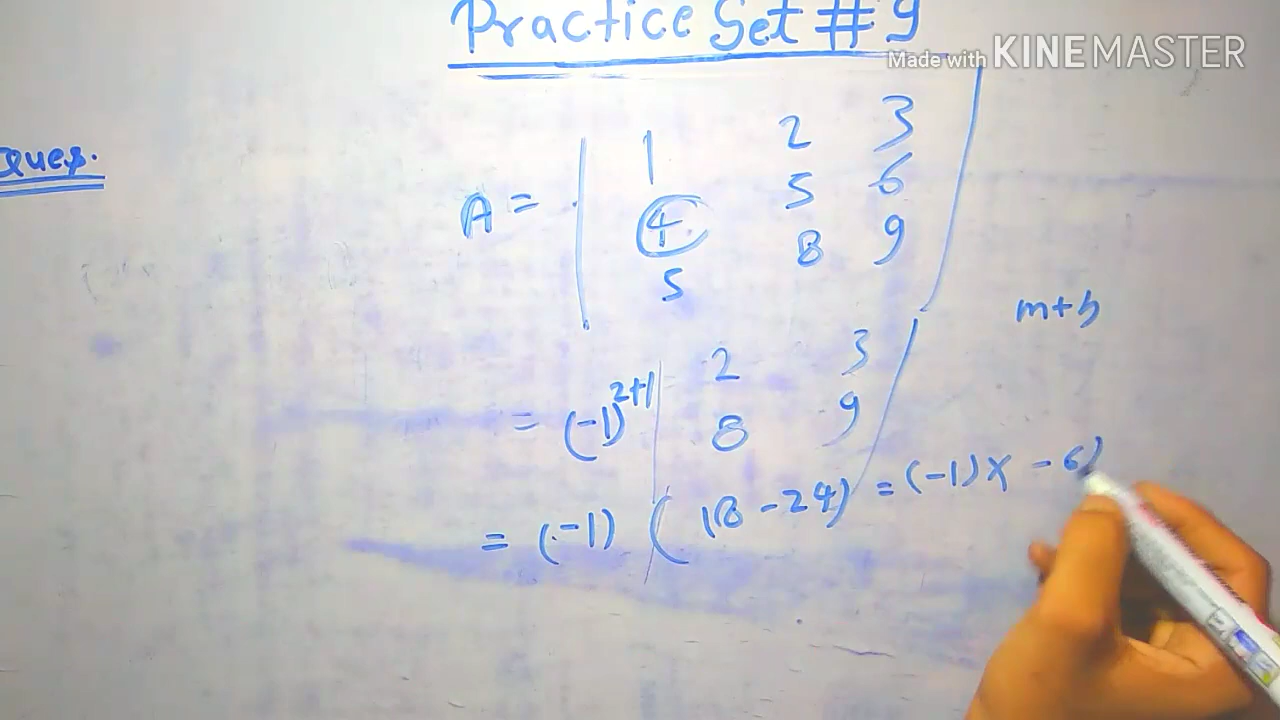 Practice Set #9
Made with KINEMASTER
Ques.
A = | 1 2 3
4 5 6
5 8 9 |
m+n
= (-1)^2+1 | 2 3
8 9 |
= (-1) (18 - 24) = (-1) x - 6)